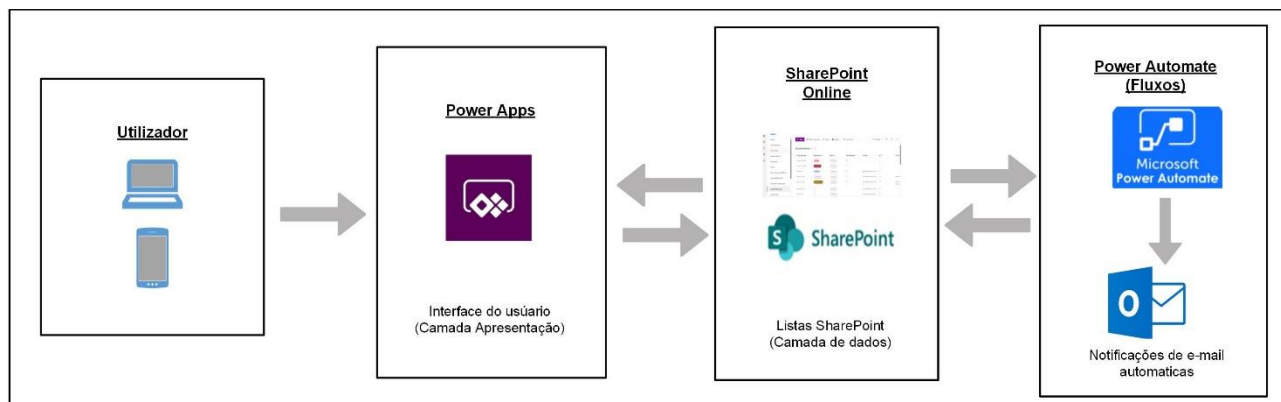 Utilizador
Power Apps
Interface do usúario
(Camada Apresentação)
SharePoint
Online
S
SharePoint
Listas SharePoint
(Camada de dados)
Power Automate
(Fluxos)
Microsoft
Power Automate
O
Notificações de e-mail
automaticas